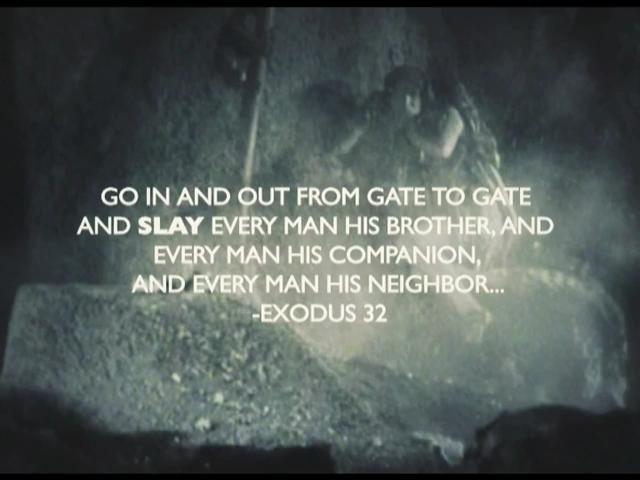 GO IN AND OUT FROM GATE TO GATE
AND SLAY EVERY MAN HIS BROTHER, AND
EVERY MAN HIS COMPANION,
AND EVERY MAN HIS NEIGHBOR...
-EXODUS 32